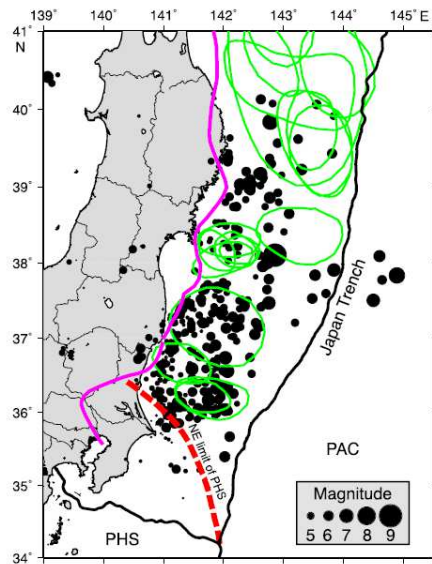 139° 140° 141° 142° 143° 144° 145° E
41°
N
40°
39°
38°
37°
36°
35°
34°
Japan Trench
NE limit of PHS
PAC
PHS
Magnitude
5 6 7 8 9